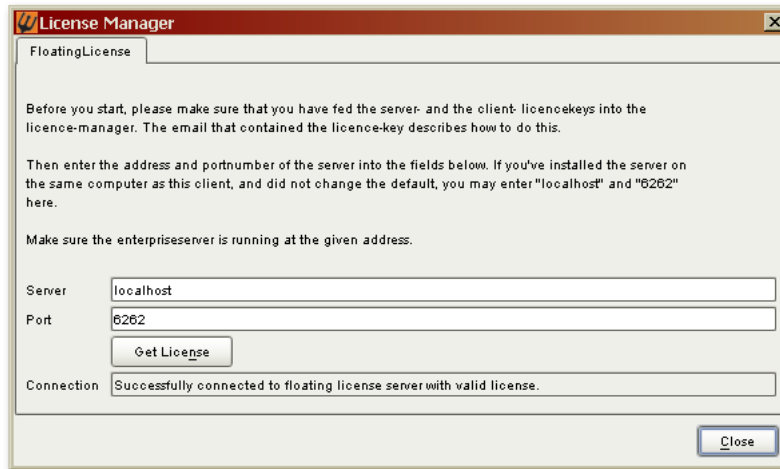 License Manager
FloatingLicense
Before you start, please make sure that you have fed the server- and the client- licencekeys into the
licence-manager. The email that contained the licence-key describes how to do this.
Then enter the address and portnumber of the server into the fields below. If you've installed the server on
the same computer as this client, and did not change the default, you may enter "localhost" and "6262"
here.
Make sure the enterpriseserver is running at the given address.
Server localhost
Port 6262
Get License
Connection Successfully connected to floating license server with valid license.
Close